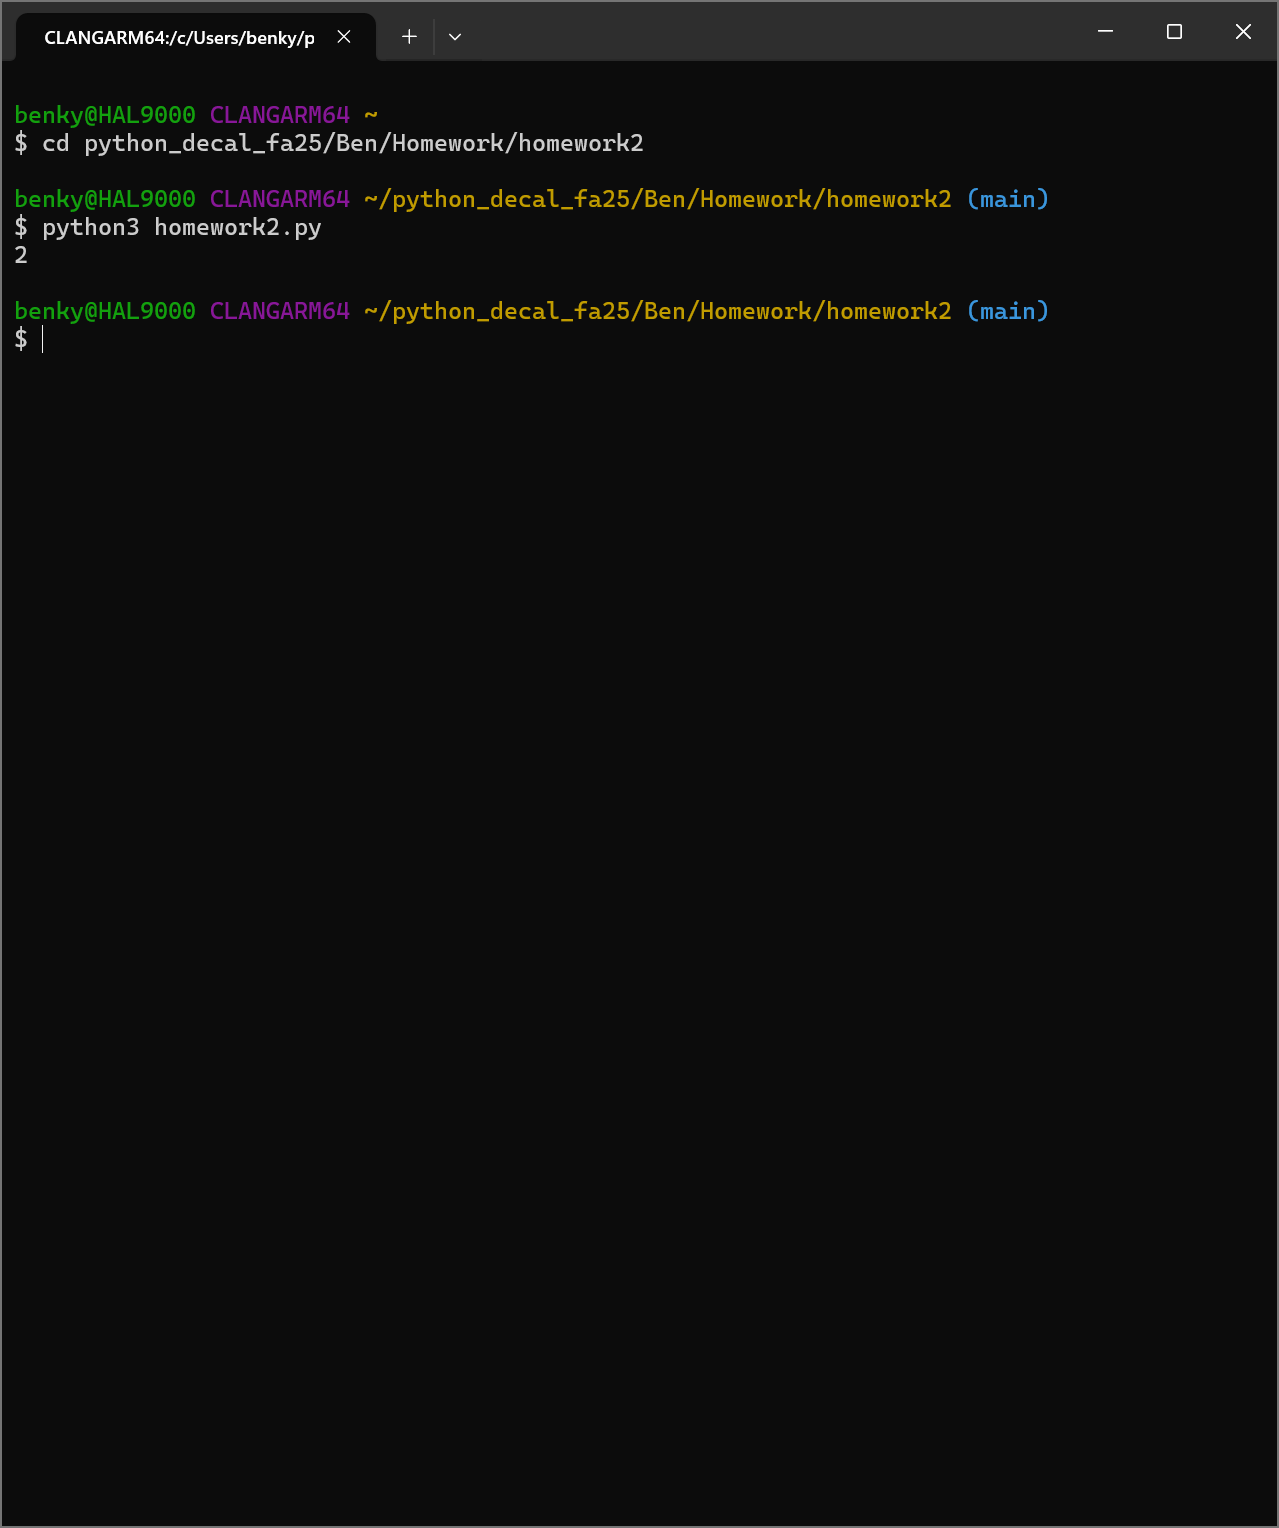 CLANGARM64:/c/Users/benky/p
benky@HAL9000 CLANGARM64 ~
$ cd python_decal_fa25/Ben/Homework/homework2
benky@HAL9000 CLANGARM64 ~/python_decal_fa25/Ben/Homework/homework2 (main)
$ python3 homework2.py
2
benky@HAL9000 CLANGARM64 ~/python_decal_fa25/Ben/Homework/homework2 (main)
$